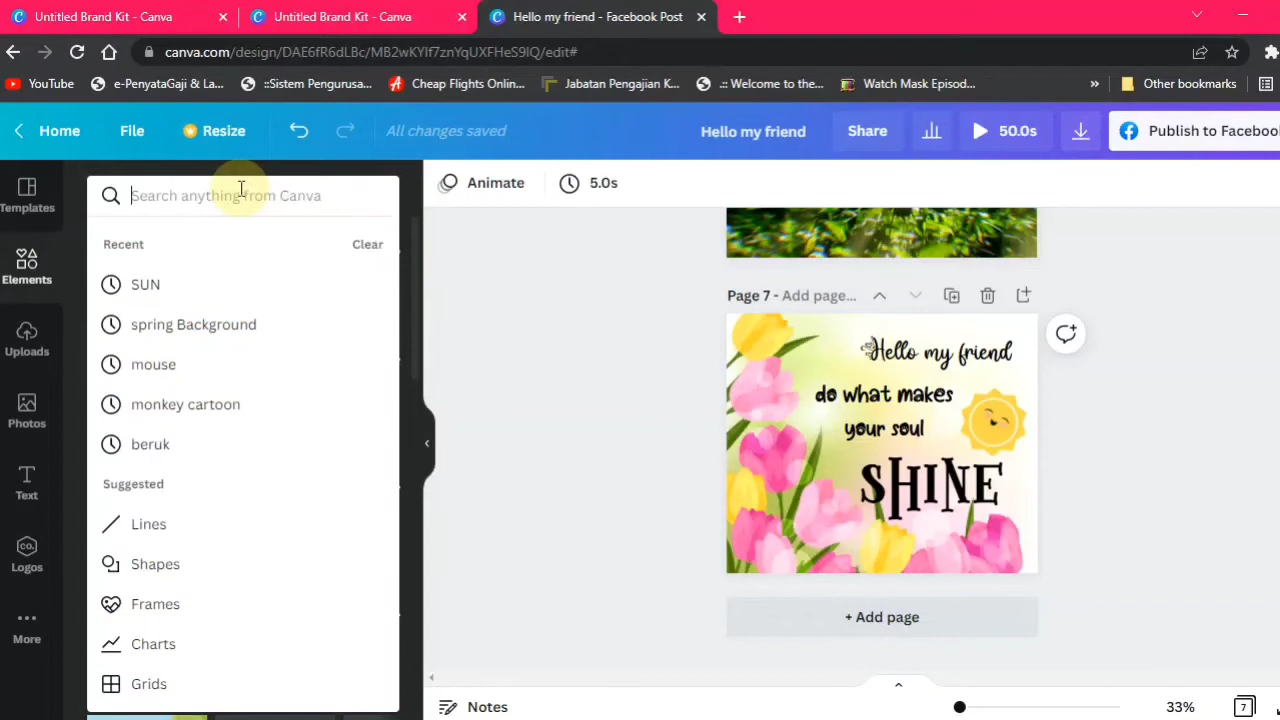 Untitled Brand Kit - Canva
Untitled Brand Kit - Canva
Hello my friend - Facebook Post
canva.com/design/DAE6fR6dLBc/MB2wKYIf7znYqUXFHeS9IQ/edit#
YouTube
e-PenyataGaji & La...
::Sistem Pengurusa...
Cheap Flights Onlin...
Jabatan Pengajian K...
.:: Welcome to the...
Watch Mask Episod...
»
Other bookmarks
Home
File
Resize
All changes saved
Hello my friend
Share
50.0s
Publish to Faceboo
Templates
Elements
Uploads
Photos
Text
CO.
Logos
More
Search anything from Canva
Recent
Clear
SUN
spring Background
mouse
monkey cartoon
beruk
Suggested
Lines
Shapes
Frames
Charts
Grids
Animate
5.0s
Page 7 - Add page...
Hello my friend
do what makes
your soul
SHINE
+ Add page
Notes
33%
7